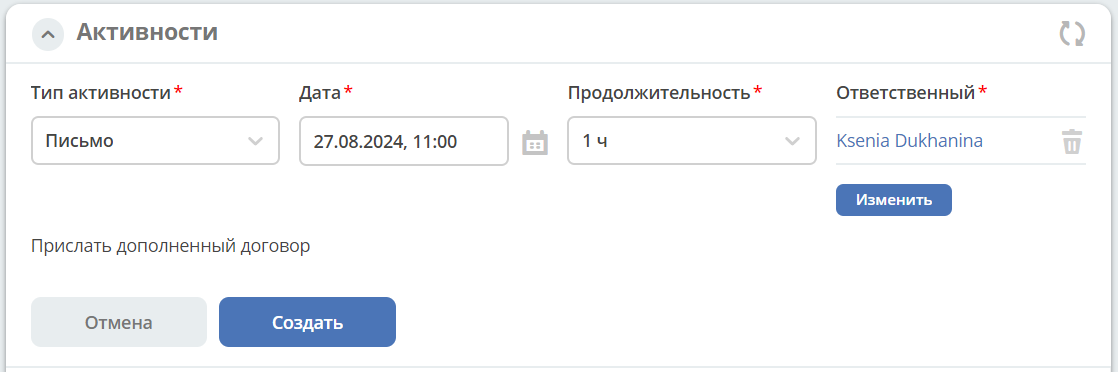 Активности
Тип активности* Дата* Продолжительность* Ответственный*
Письмо 27.08.2024, 11:00 1 ч Ksenia Dukhanina
Изменить
Прислать дополненный договор
Отмена Создать